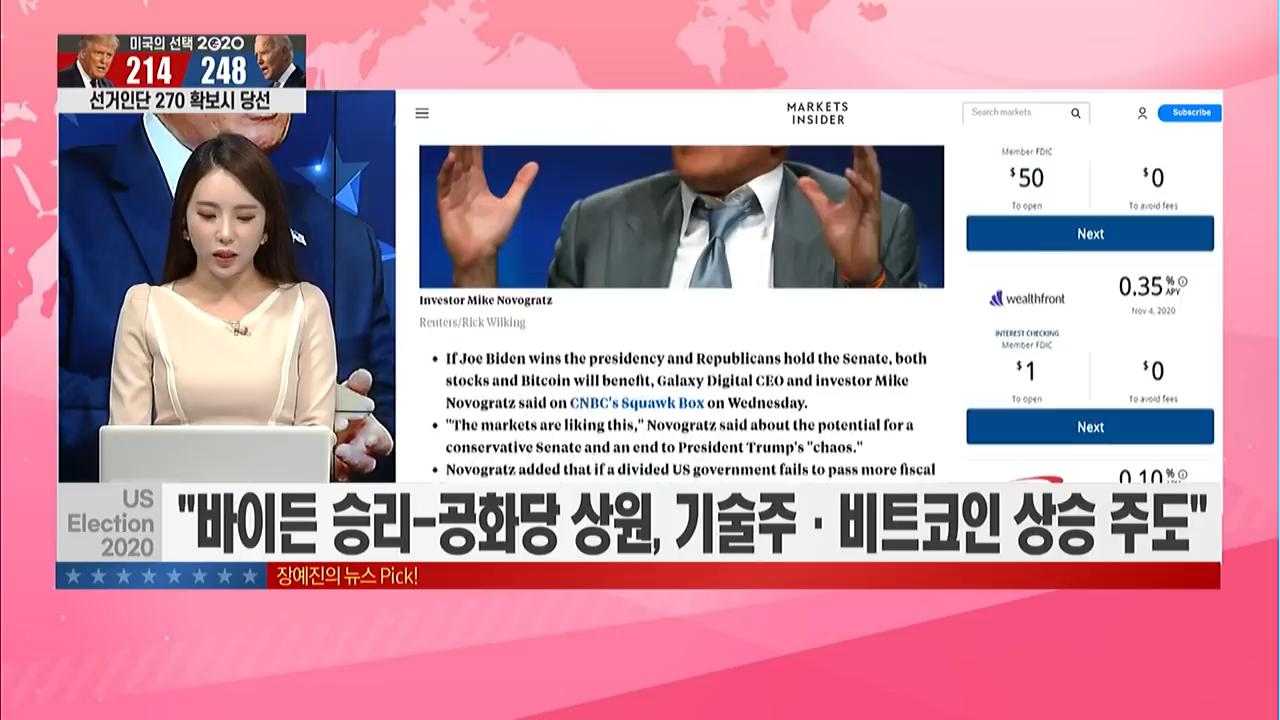 미국의 선택 2020
214 248
선거인단 270 확보시 당선
MARKETS
INSIDER
Search markets
Subscribe
Member FDIC
$50 $0
To open To avoid fees
Next
Investor Mike Novogratz
Reuters/Rick Wilking
wealthfront
0.35 % APY
Nov 4, 2020
INTEREST CHECKING
Member FDIC
$1 $0
To open To avoid fees
Next
0.10 %
• If Joe Biden wins the presidency and Republicans hold the Senate, both
stocks and Bitcoin will benefit, Galaxy Digital CEO and investor Mike
Novogratz said on CNBC's Squawk Box on Wednesday.
• "The markets are liking this," Novogratz said about the potential for a
conservative Senate and an end to President Trump's "chaos."
• Novogratz added that if a divided US government fails to pass more fiscal
US
Election
2020
"바이든 승리-공화당 상원, 기술주·비트코인 상승 주도"
장예진의 뉴스 Pick!